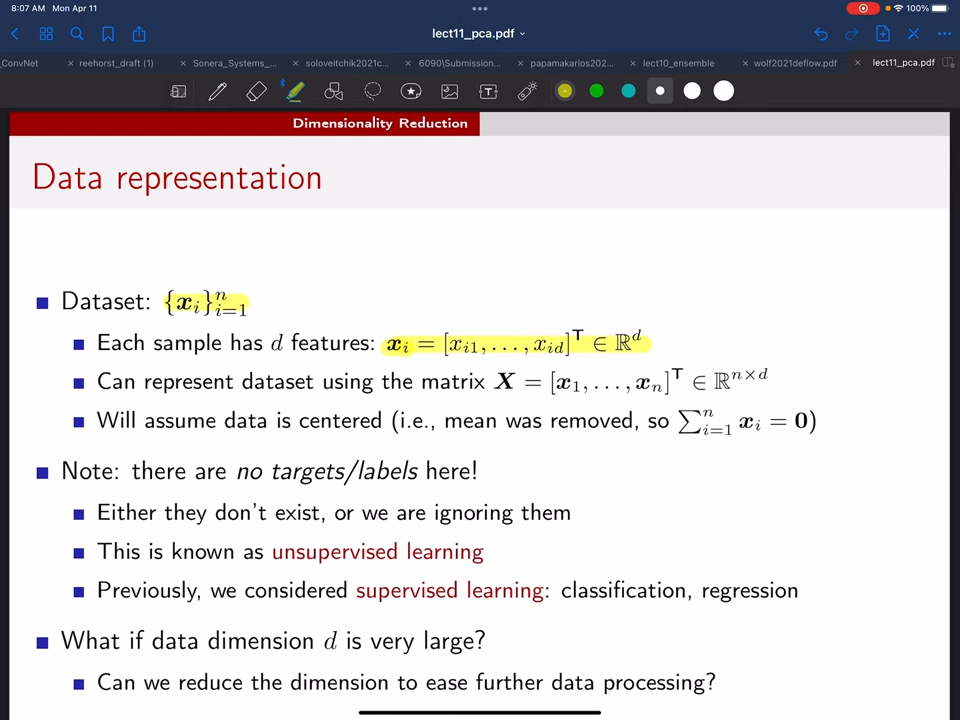 8:07 AM Mon Apr 11
100%
lect11_pca.pdf
_ConvNet
reehorst_draft (1)
Sonera_Systems_...
soloveitchik2021c...
6090\Submission...
papamakarios202...
lect10_ensemble
wolf2021deflow.pdf
lect11_pca.pdf
Dimensionality Reduction
Data representation
Dataset: {x_i}_{i=1}^n
Each sample has d features: x_i = [x_{i1}, ..., x_{id}]^T ∈ ℝ^d
Can represent dataset using the matrix X = [x_1, ..., x_n]^T ∈ ℝ^{n×d}
Will assume data is centered (i.e., mean was removed, so ∑_{i=1}^n x_i = 0)
Note: there are no targets/labels here!
Either they don't exist, or we are ignoring them
This is known as unsupervised learning
Previously, we considered supervised learning: classification, regression
What if data dimension d is very large?
Can we reduce the dimension to ease further data processing?